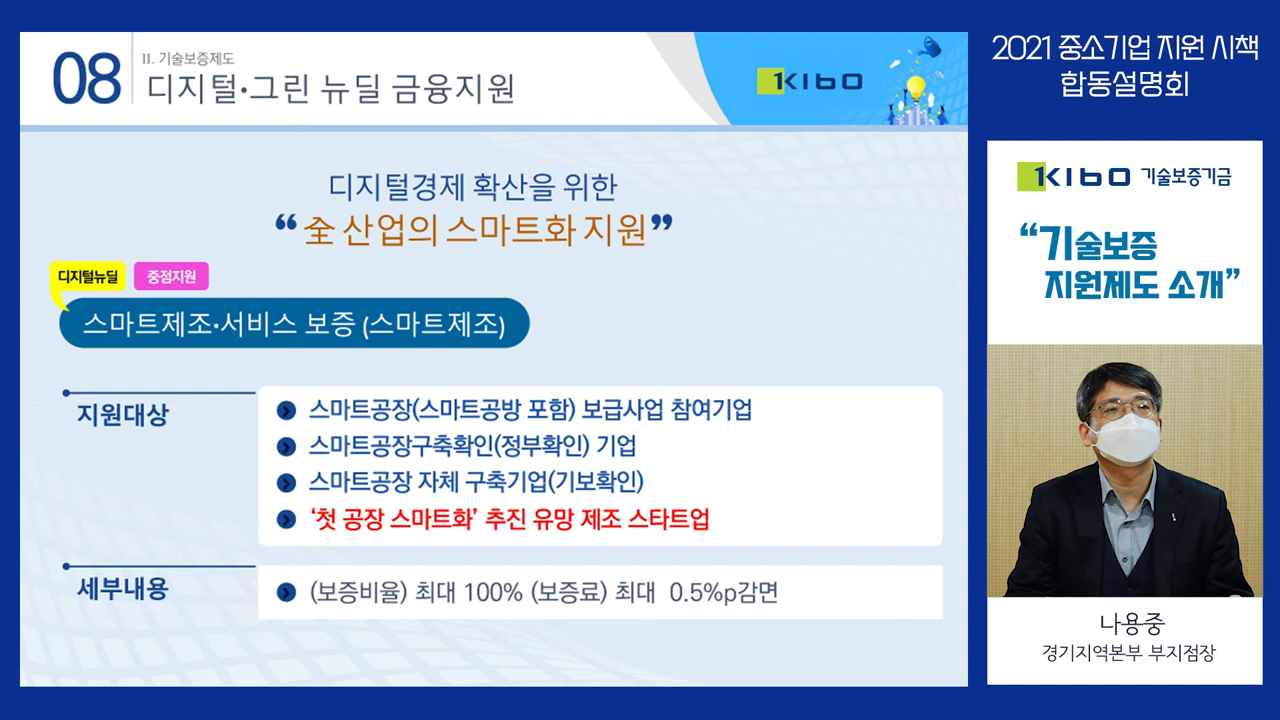 08
II. 기술보증제도
디지털·그린 뉴딜 금융지원
KIBO
디지털경제 확산을 위한
“ 全 산업의 스마트화 지원 ”
디지털뉴딜
중점지원
스마트제조·서비스 보증 (스마트제조)
지원대상
스마트공장(스마트공방 포함) 보급사업 참여기업
스마트공장구축확인(정부확인) 기업
스마트공장 자체 구축기업(기보확인)
‘첫 공장 스마트화’ 추진 유망 제조 스타트업
세부내용
(보증비율) 최대 100% (보증료) 최대 0.5%p감면
2021 중소기업 지원 시책
합동설명회
KIBO 기술보증기금
“기술보증
지원제도 소개”
나용중
경기지역본부 부지점장